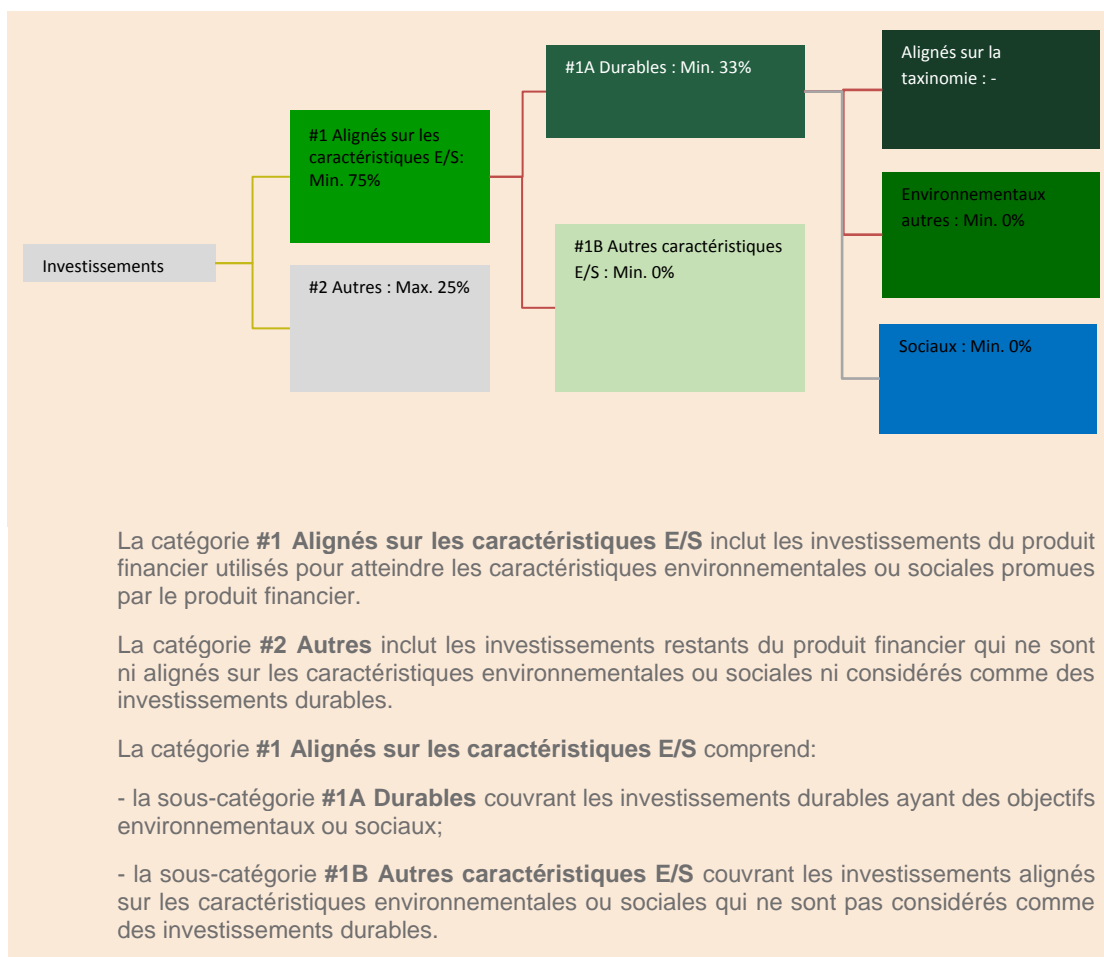 #1A Durables : Min. 33%
Alignés sur la
taxinomie : -
#1 Alignés sur les
caractéristiques E/S:
Min. 75%
Environnementaux
autres : Min. 0%
Investissements
#2 Autres : Max. 25%
#1B Autres caractéristiques
E/S : Min. 0%
Sociaux : Min. 0%
La catégorie #1 Alignés sur les caractéristiques E/S inclut les investissements du produit
financier utilisés pour atteindre les caractéristiques environnementales ou sociales promues
par le produit financier.
La catégorie #2 Autres inclut les investissements restants du produit financier qui ne sont
ni alignés sur les caractéristiques environnementales ou sociales ni considérés comme des
investissements durables.
La catégorie #1 Alignés sur les caractéristiques E/S comprend:
- la sous-catégorie #1A Durables couvrant les investissements durables ayant des objectifs
environnementaux ou sociaux;
- la sous-catégorie #1B Autres caractéristiques E/S couvrant les investissements alignés
sur les caractéristiques environnementales ou sociales qui ne sont pas considérés comme
des investissements durables.